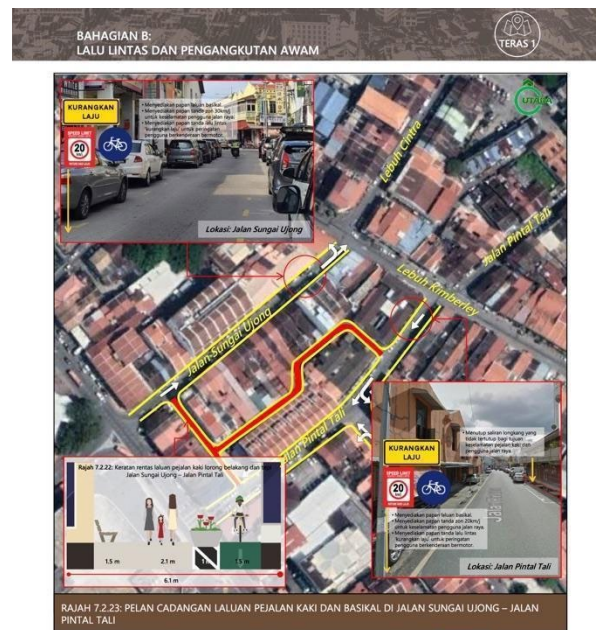 BAHAGIAN B:
LALU LINTAS DAN PENGANGKUTAN AWAM
TERAS 1
KURANGKAN
LAJU
SPEED LIMIT
20
• Menyediakan papan laluan basikal.
• Menyediakan papan tanda zon 30kmj
untuk keselamatan pengguna jalan raya.
• Menyediakan papan tanda lalu lintas
'kurangkan laju' untuk peringatan
pengguna berkenderaan bermotor.
Lokasi: Jalan Sungai Ujong
UTARA
Lebuh Cintra
Jalan Pintal Tali
Lebuh Kimberley
Jalan Sungai Ujong
Jalan Pintal Tali
Rajah 7.2.22: Keratan rentas laluan pejalan kaki lorong belakang dan
Jalan Sungai Ujong – Jalan Pintal Tali
1.5 m
2.1 m
1.5 m
6.1 m
• Menutup saliran longkang yang
tidak tertutup bagi tujuan
keselamatan pejalan kaki dan
pengguna jalan raya.
KURANGKAN
LAJU
20
• Menyediakan papan laluan basikal.
• Menyediakan papan tanda zon 20kmj
untuk keselamatan pengguna jalan raya.
• Menyediakan papan tanda lalu lintas
'kurangkan laju' untuk peringatan
pengguna berkenderaan bermotor.
Lokasi: Jalan Pintal Tali
RAJAH 7.2.23: PELAN CADANGAN LALUAN PEJALAN KAKI DAN BASIKAL DI JALAN SUNGAI UJONG – JALAN
PINTAL TALI